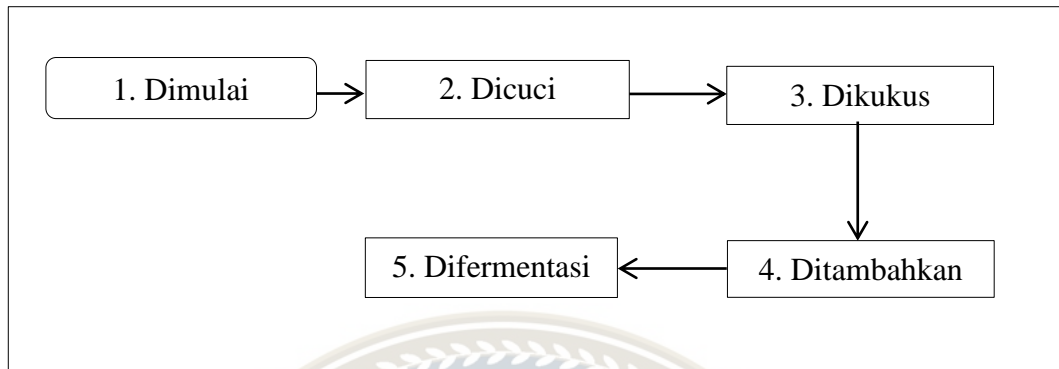 1. Dimulai
2. Dicuci
3. Dikukus
4. Ditambahkan
5. Difermentasi